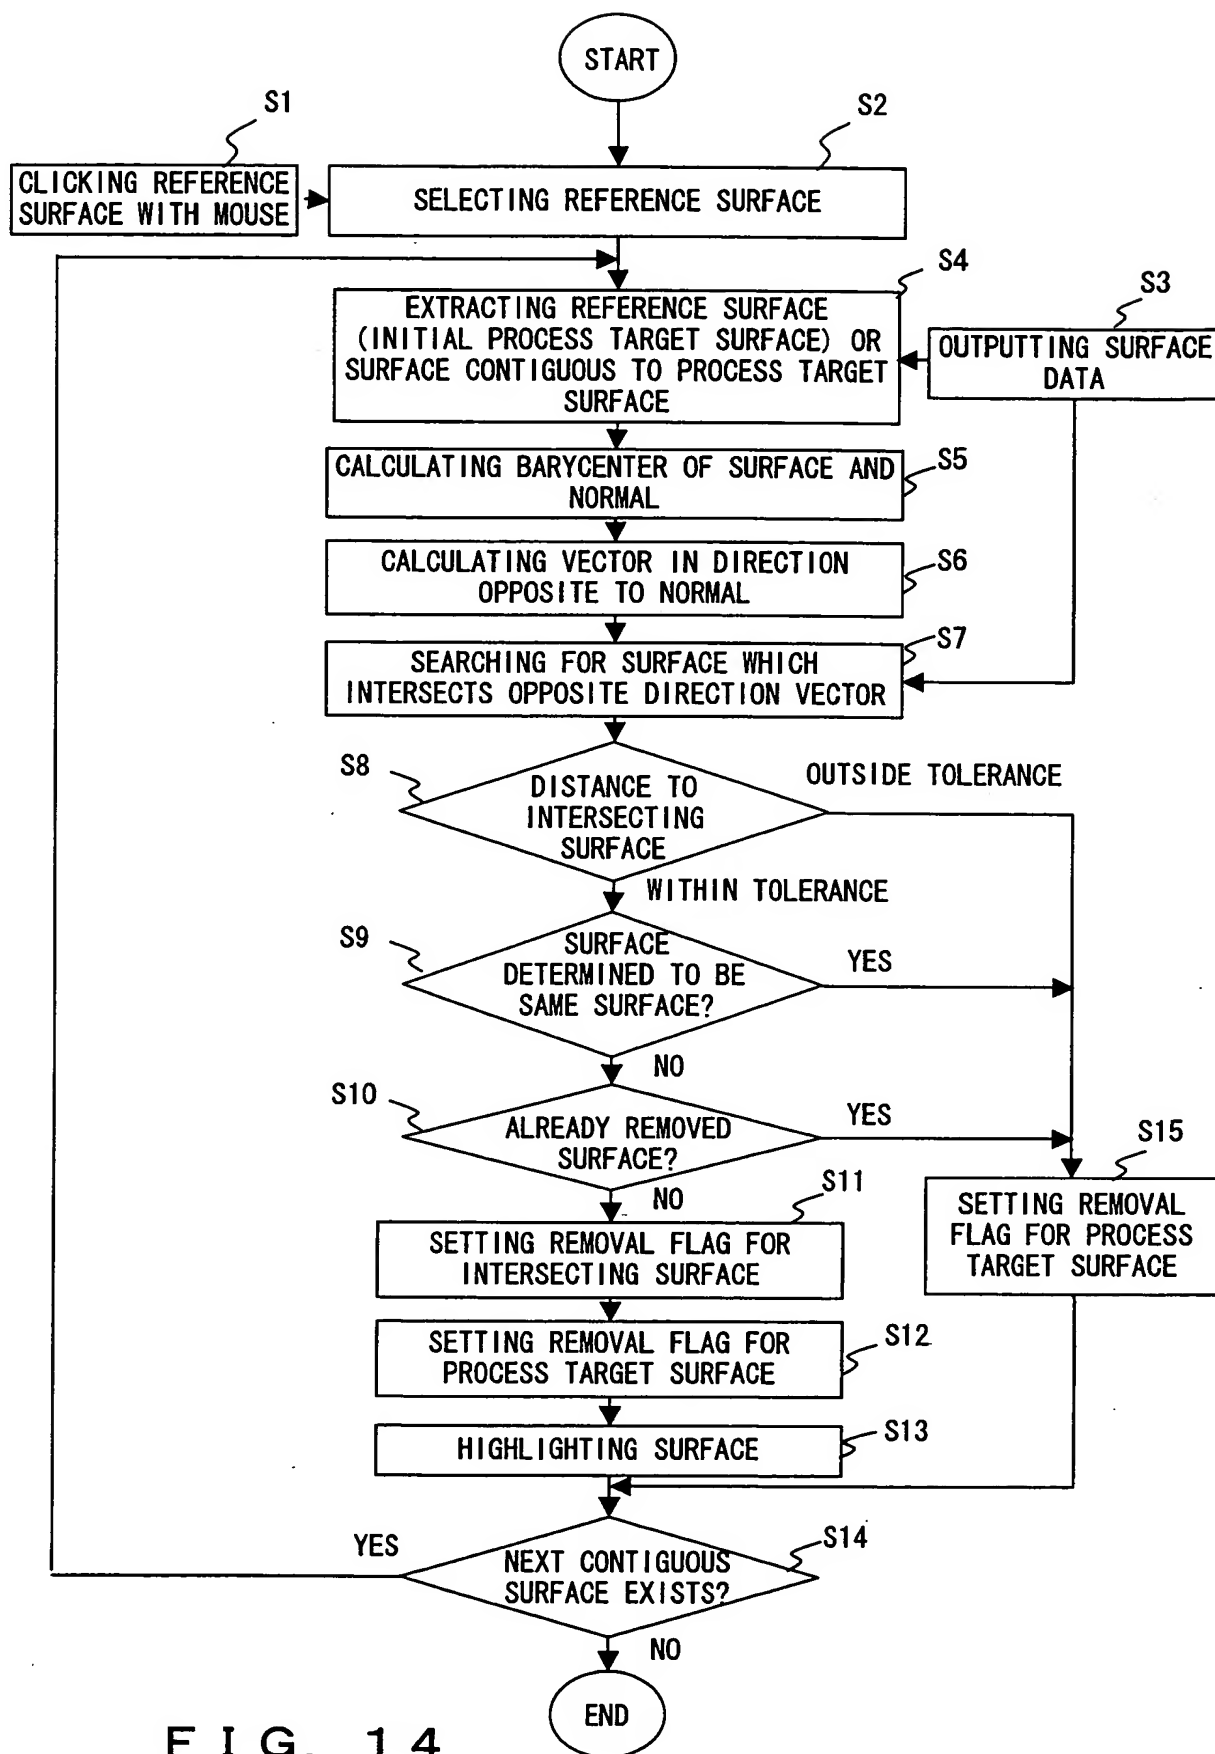 START
S1
S2
CLICKING REFERENCE
SURFACE WITH MOUSE
SELECTING REFERENCE SURFACE
S4
S3
EXTRACTING REFERENCE SURFACE
(INITIAL PROCESS TARGET SURFACE) OR
SURFACE CONTIGUOUS TO PROCESS TARGET
SURFACE
OUTPUTTING SURFACE
DATA
S5
CALCULATING BARYCENTER OF SURFACE AND
NORMAL
S6
CALCULATING VECTOR IN DIRECTION
OPPOSITE TO NORMAL
S7
SEARCHING FOR SURFACE WHICH
INTERSECTS OPPOSITE DIRECTION VECTOR
S8
DISTANCE TO
INTERSECTING
SURFACE
OUTSIDE TOLERANCE
WITHIN TOLERANCE
S9
SURFACE
DETERMINED TO BE
SAME SURFACE?
YES
NO
S10
ALREADY REMOVED
SURFACE?
YES
NO
S11
S15
SETTING REMOVAL FLAG FOR
INTERSECTING SURFACE
SETTING REMOVAL
FLAG FOR PROCESS
TARGET SURFACE
S12
SETTING REMOVAL FLAG FOR
PROCESS TARGET SURFACE
S13
HIGHLIGHTING SURFACE
YES
S14
NEXT CONTIGUOUS
SURFACE EXISTS?
NO
END
FIG. 14